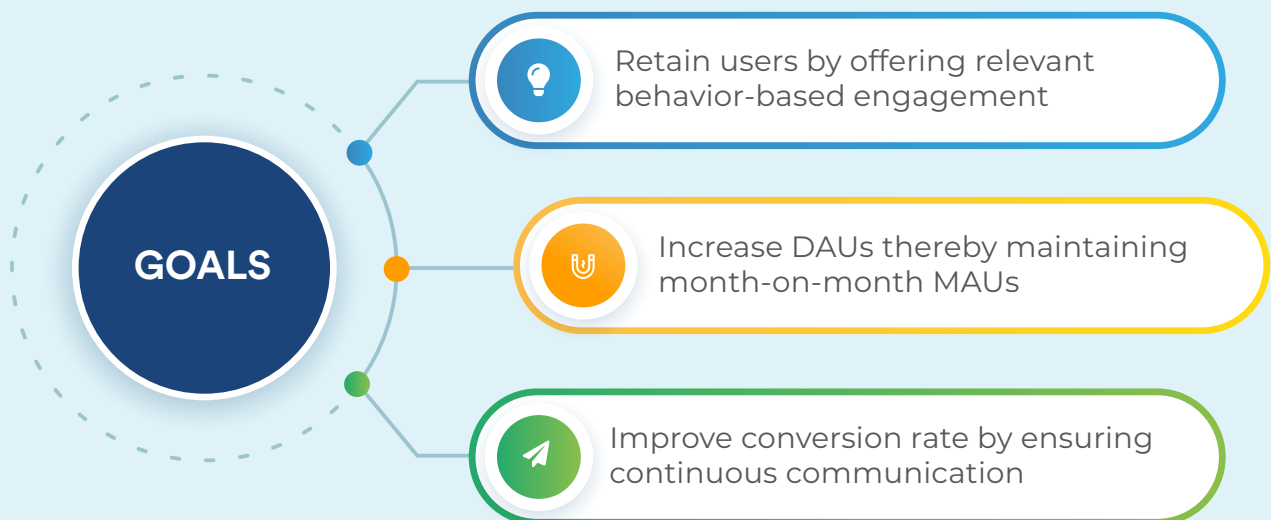 GOALS
Retain users by offering relevant
behavior-based engagement
Increase DAUs thereby maintaining
month-on-month MAUs
Improve conversion rate by ensuring
continuous communication